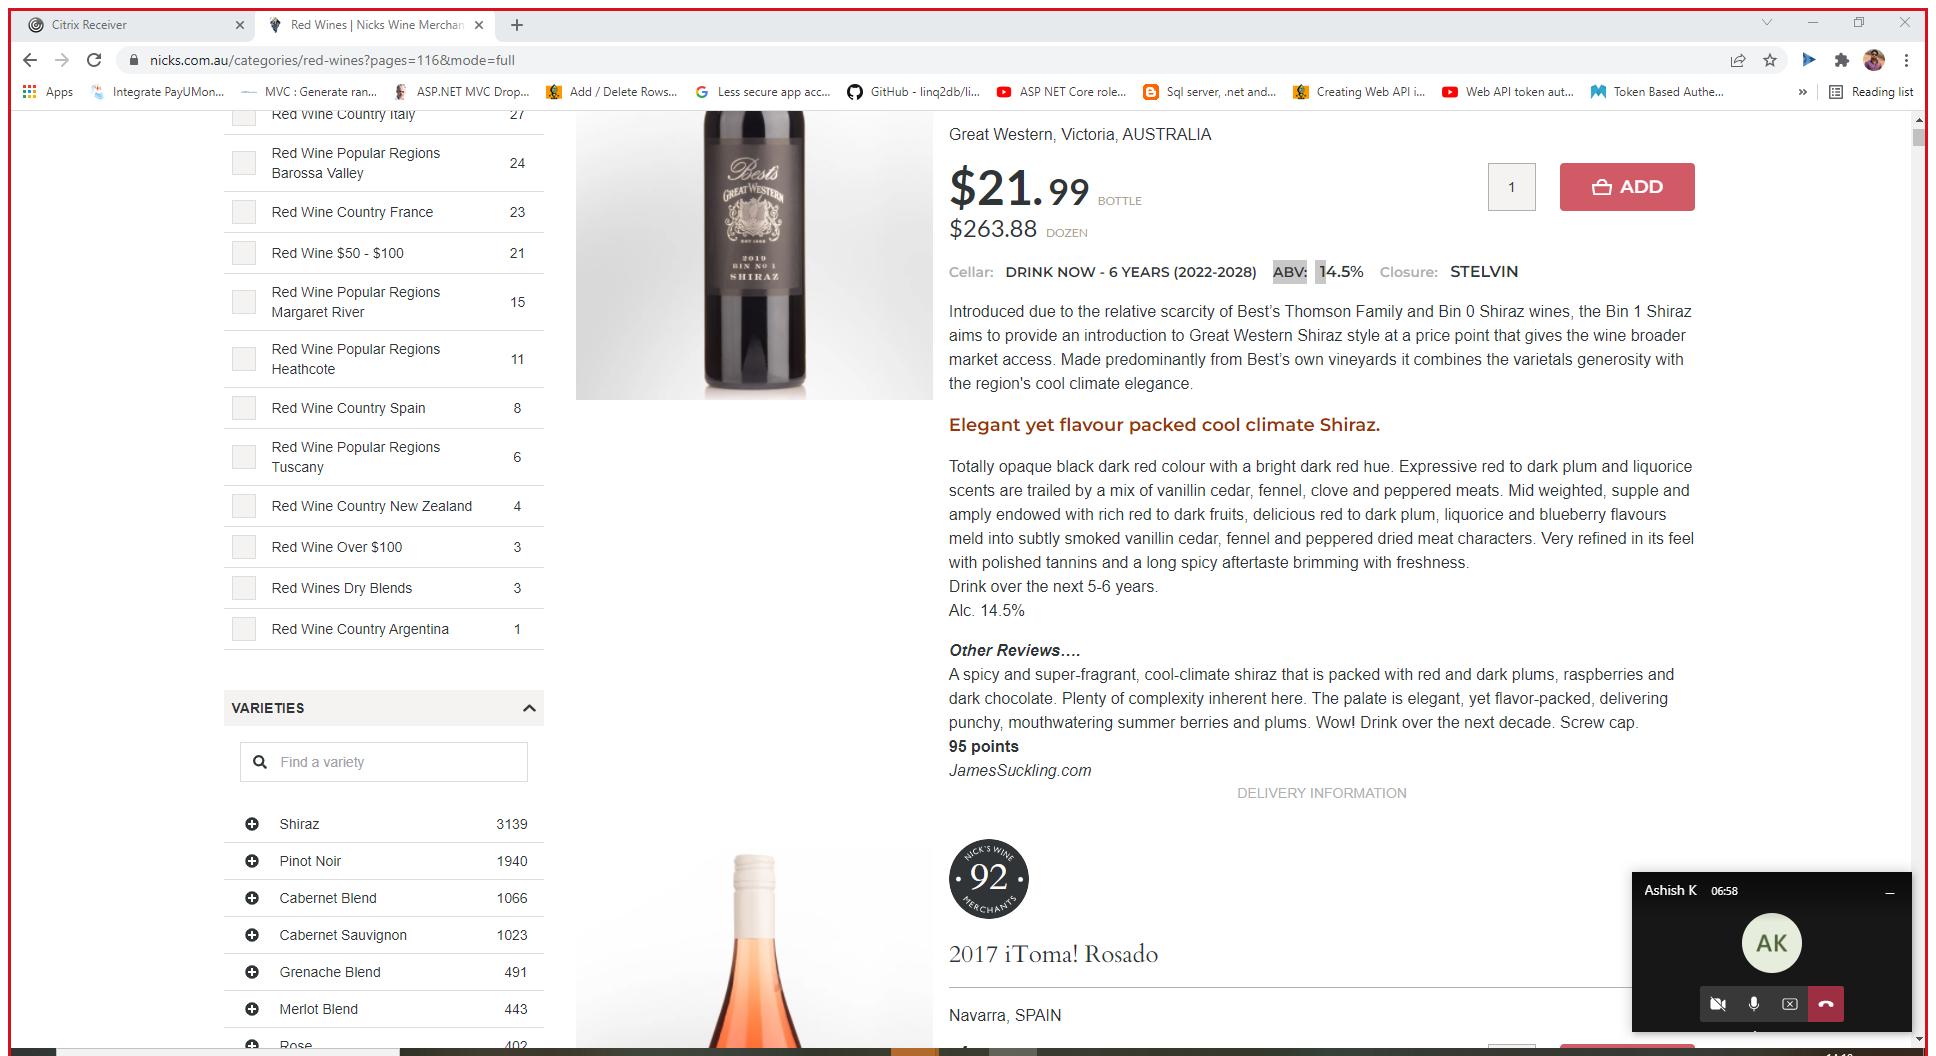 Citrix Receiver
Red Wines | Nicks Wine Merchan
nicks.com.au/categories/red-wines?pages=116&mode=full
Apps
Integrate PayUMon...
MVC : Generate ran...
ASP.NET MVC Drop...
Add / Delete Rows...
Less secure app acc...
GitHub - linq2db/li...
ASP NET Core role...
Sql server, .net and...
Creating Web API i...
Web API token aut...
Token Based Authe...
»
Reading list
Red Wine Country Italy 27
Red Wine Popular Regions
Barossa Valley 24
Red Wine Country France 23
Red Wine $50 - $100 21
Red Wine Popular Regions
Margaret River 15
Red Wine Popular Regions
Heathcote 11
Red Wine Country Spain 8
Red Wine Popular Regions
Tuscany 6
Red Wine Country New Zealand 4
Red Wine Over $100 3
Red Wines Dry Blends 3
Red Wine Country Argentina 1
VARIETIES
Find a variety
Shiraz 3139
Pinot Noir 1940
Cabernet Blend 1066
Cabernet Sauvignon 1023
Grenache Blend 491
Merlot Blend 443
Rose 402
Best's
GREAT WESTERN
EST 1866
2019
BIN Nº 1
SHIRAZ
Great Western, Victoria, AUSTRALIA
$21.99 BOTTLE
1
ADD
$263.88 DOZEN
Cellar: DRINK NOW - 6 YEARS (2022-2028) ABV: 14.5% Closure: STELVIN
Introduced due to the relative scarcity of Best’s Thomson Family and Bin 0 Shiraz wines, the Bin 1 Shiraz
aims to provide an introduction to Great Western Shiraz style at a price point that gives the wine broader
market access. Made predominantly from Best’s own vineyards it combines the varietals generosity with
the region's cool climate elegance.
Elegant yet flavour packed cool climate Shiraz.
Totally opaque black dark red colour with a bright dark red hue. Expressive red to dark plum and liquorice
scents are trailed by a mix of vanillin cedar, fennel, clove and peppered meats. Mid weighted, supple and
amply endowed with rich red to dark fruits, delicious red to dark plum, liquorice and blueberry flavours
meld into subtly smoked vanillin cedar, fennel and peppered dried meat characters. Very refined in its feel
with polished tannins and a long spicy aftertaste brimming with freshness.
Drink over the next 5-6 years.
Alc. 14.5%
Other Reviews….
A spicy and super-fragrant, cool-climate shiraz that is packed with red and dark plums, raspberries and
dark chocolate. Plenty of complexity inherent here. The palate is elegant, yet flavor-packed, delivering
punchy, mouthwatering summer berries and plums. Wow! Drink over the next decade. Screw cap.
95 points
JamesSuckling.com
DELIVERY INFORMATION
NICK'S WINE
92
MERCHANTS
2017 iToma! Rosado
Navarra, SPAIN
Ashish K 06:58
AK